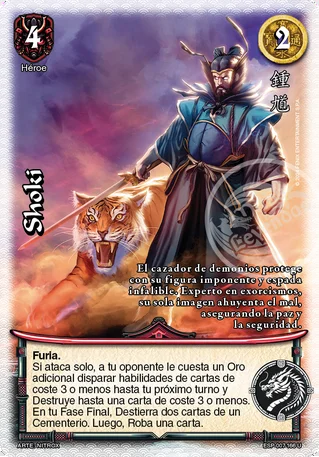 4
Héroe
2
鍾馗
Shoki
El cazador de demonios protege
con su figura imponente y espada
infalible. Experto en exorcismos,
su sola imagen ahuyenta el mal,
asegurando la paz y
la seguridad.
Furia.
Si ataca solo, a tu oponente le cuesta un Oro
adicional disparar habilidades de cartas de
coste 3 o menos hasta tu próximo turno y
Destruye hasta una carta de coste 3 o menos.
En tu Fase Final, Destierra dos cartas de un
Cementerio. Luego, Roba una carta.
ARTE: NITROX